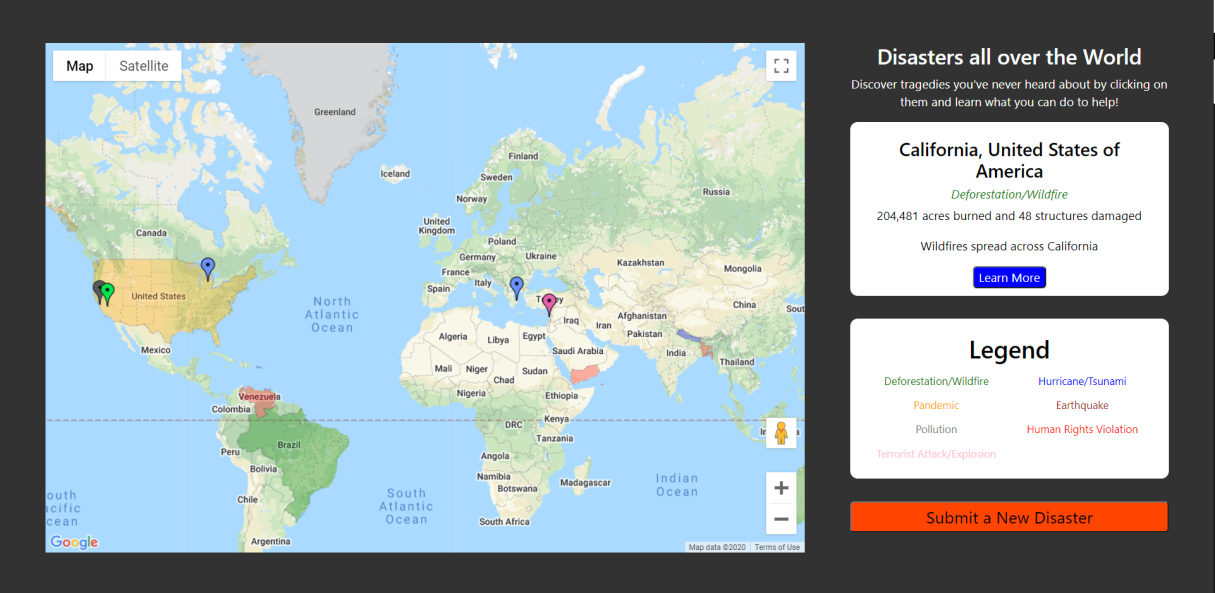 Map Satellite
Greenland
Iceland
Finland
Sweden
Norway
Russia
United
Kingdom
Canada
Poland
Germany
Ukraine
France
Kazakhstan
Mongolia
Italy
Spain
United States
North
Atlantic
Ocean
China
Iraq
Iran
Afghanistan
Pakistan
Algeria
Libya
Egypt
Mexico
Saudi Arabia
India
Thailand
Mali
Niger
Chad
Sudan
Nigeria
Ethiopia
Venezuela
Colombia
Kenya
DRC
Tanzania
Brazil
Peru
Angola
Bolivia
Namibia
Botswana
Madagascar
Indian
Ocean
Chile
South
Atlantic
Ocean
South Africa
Argentina
Google
Map data ©2020 Terms of Use
Disasters all over the World
Discover tragedies you've never heard about by clicking on
them and learn what you can do to help!
California, United States of
America
Deforestation/Wildfire
204,481 acres burned and 48 structures damaged
Wildfires spread across California
Learn More
Legend
Deforestation/Wildfire Hurricane/Tsunami
Pandemic Earthquake
Pollution Human Rights Violation
Terrorist Attack/Explosion
Submit a New Disaster